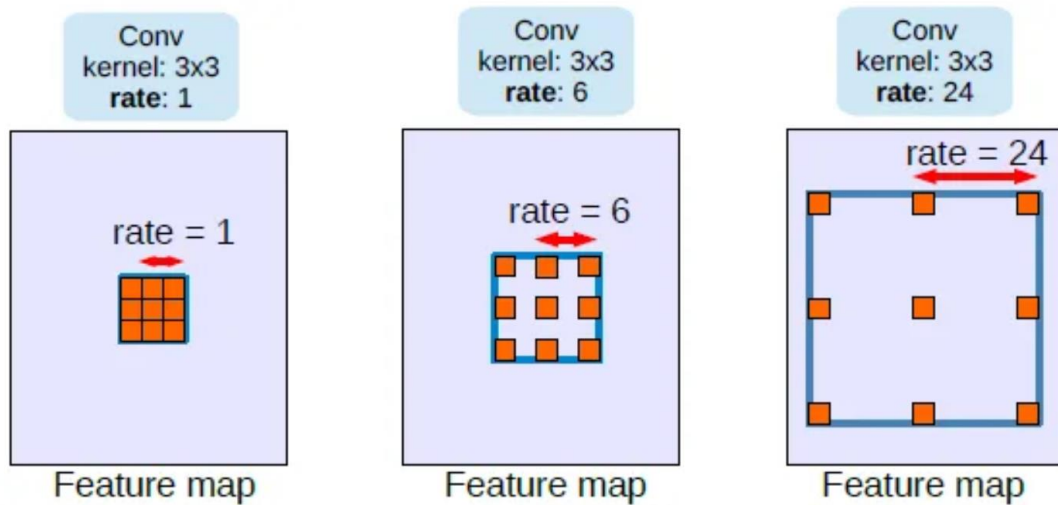 Conv
kernel: 3x3
rate: 1
rate = 1
Feature map
Conv
kernel: 3x3
rate: 6
rate = 6
Feature map
Conv
kernel: 3x3
rate: 24
rate = 24
Feature map